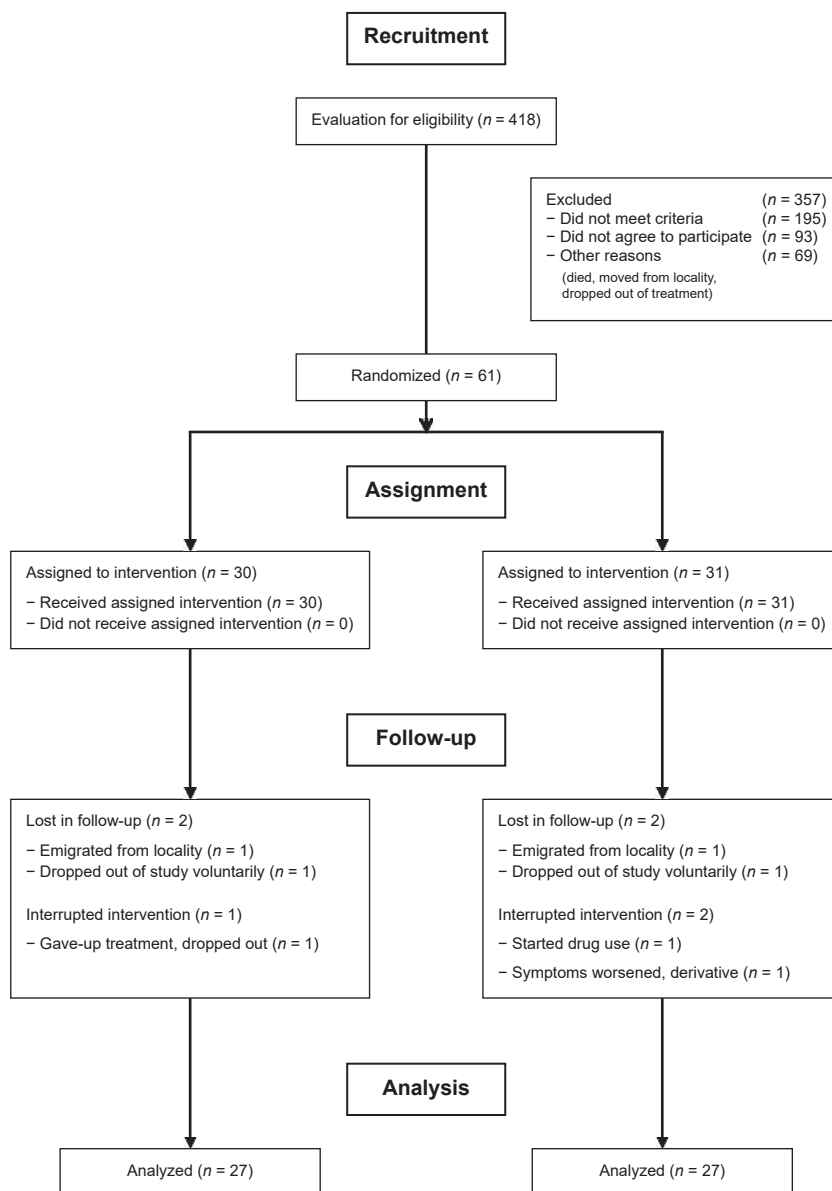 Recruitment
Evaluation for eligibility (n = 418)
Excluded (n = 357)
− Did not meet criteria (n = 195)
− Did not agree to participate (n = 93)
− Other reasons (n = 69)
(died, moved from locality,
dropped out of treatment)
Randomized (n = 61)
Assignment
Assigned to intervention (n = 30)
− Received assigned intervention (n = 30)
− Did not receive assigned intervention (n = 0)
Assigned to intervention (n = 31)
− Received assigned intervention (n = 31)
− Did not receive assigned intervention (n = 0)
Follow-up
Lost in follow-up (n = 2)
− Emigrated from locality (n = 1)
− Dropped out of study voluntarily (n = 1)
Interrupted intervention (n = 1)
− Gave-up treatment, dropped out (n = 1)
Lost in follow-up (n = 2)
− Emigrated from locality (n = 1)
− Dropped out of study voluntarily (n = 1)
Interrupted intervention (n = 2)
− Started drug use (n = 1)
− Symptoms worsened, derivative (n = 1)
Analysis
Analyzed (n = 27)
Analyzed (n = 27)